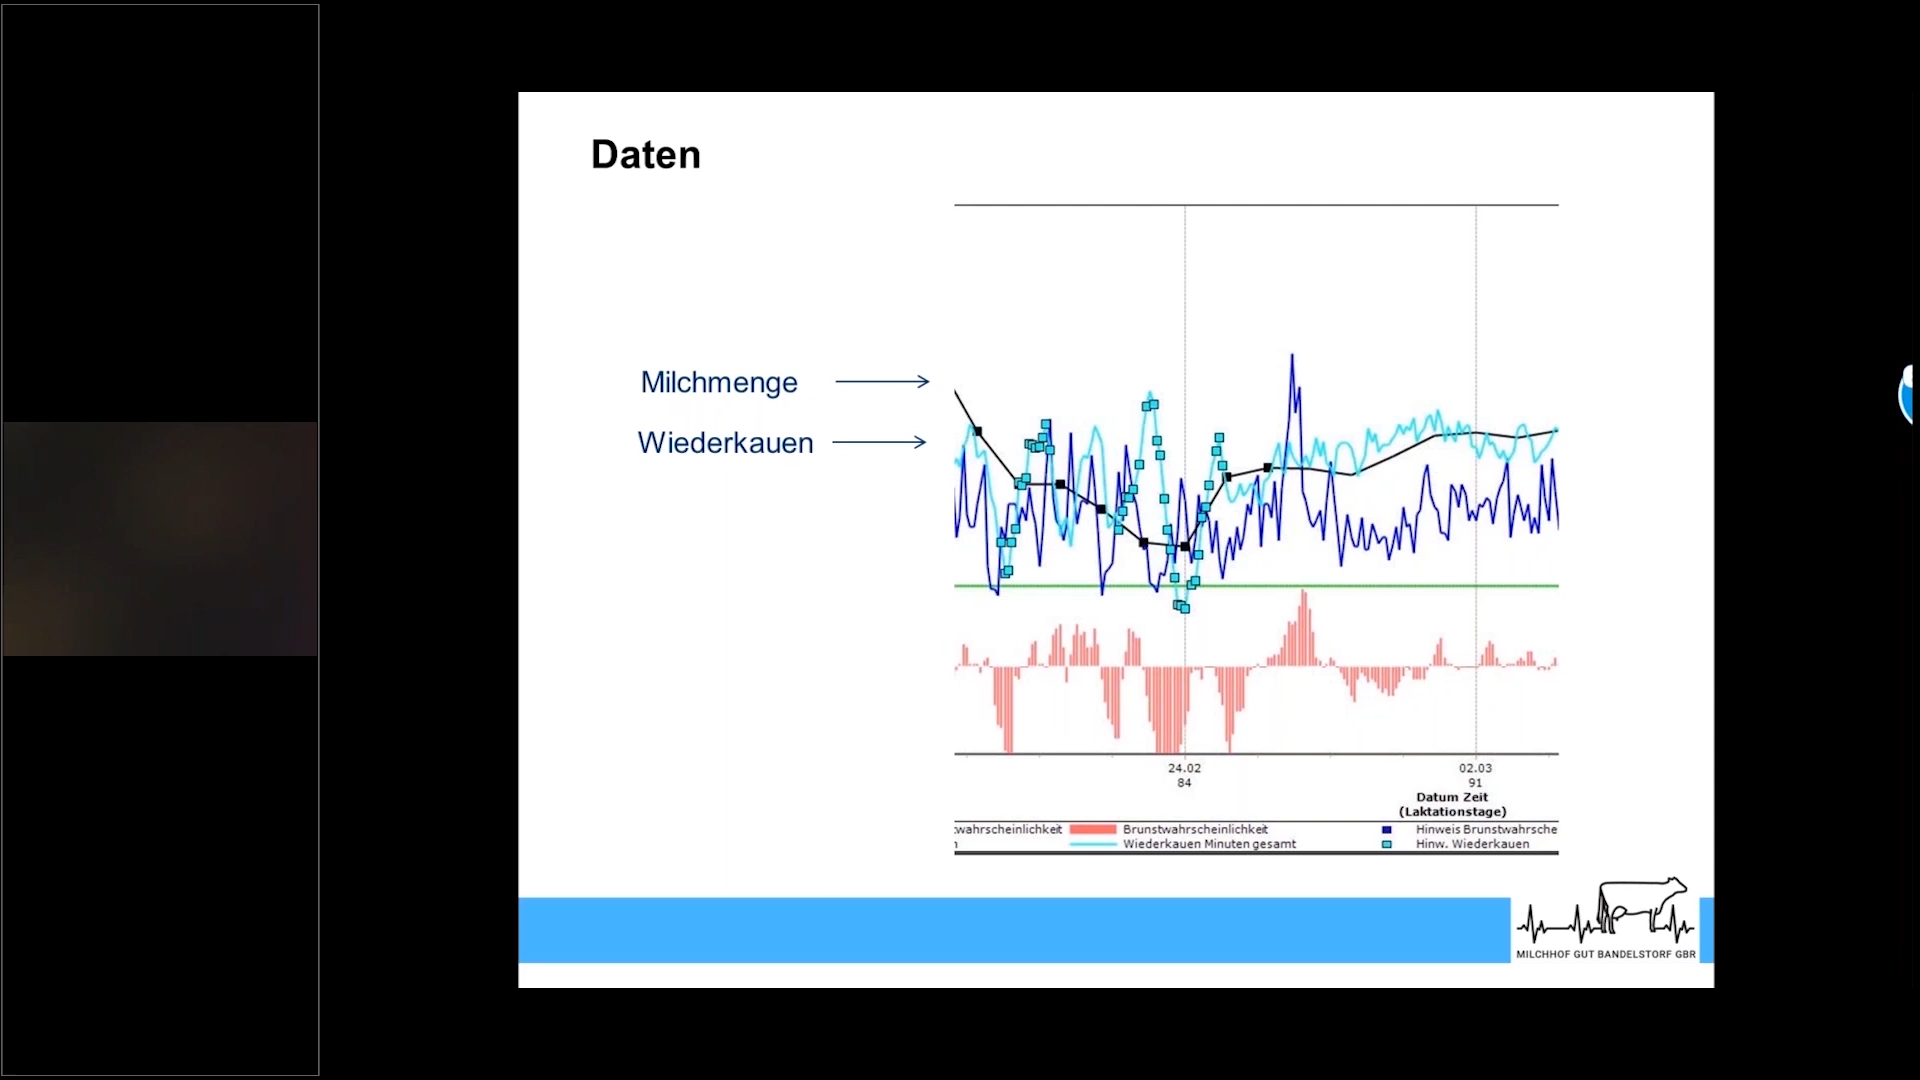 Daten
Milchmenge
Wiederkauen
24.02
84
02.03
91
Datum Zeit
(Laktationstage)
wahrscheinlichkeit Brunstwahrscheinlichkeit Hinweis Brunstwahrsche
Wiederkauen Minuten gesamt Hinw. Wiederkauen
MILCHHOF GUT BANDELSTORF GBR